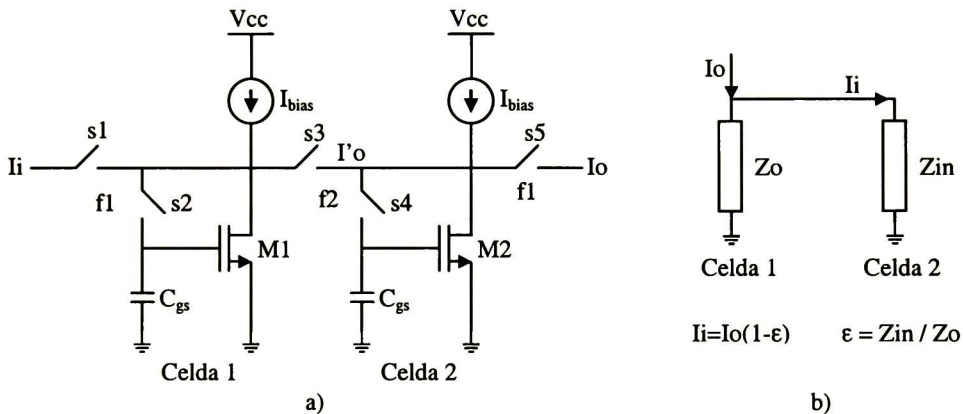 Vcc
Vcc
Zo
Ibias
Ibias
Io
Ii
s1
s3
I'o
s5
Ii
Io
f1
s2
f2
s4
f1
Zo
Zin
M1
M2
Cgs
Cgs
Celda 1
Celda 2
Celda 1
Celda 2
Ii=Io(1-ε)
ε = Zin / Zo
a)
b)